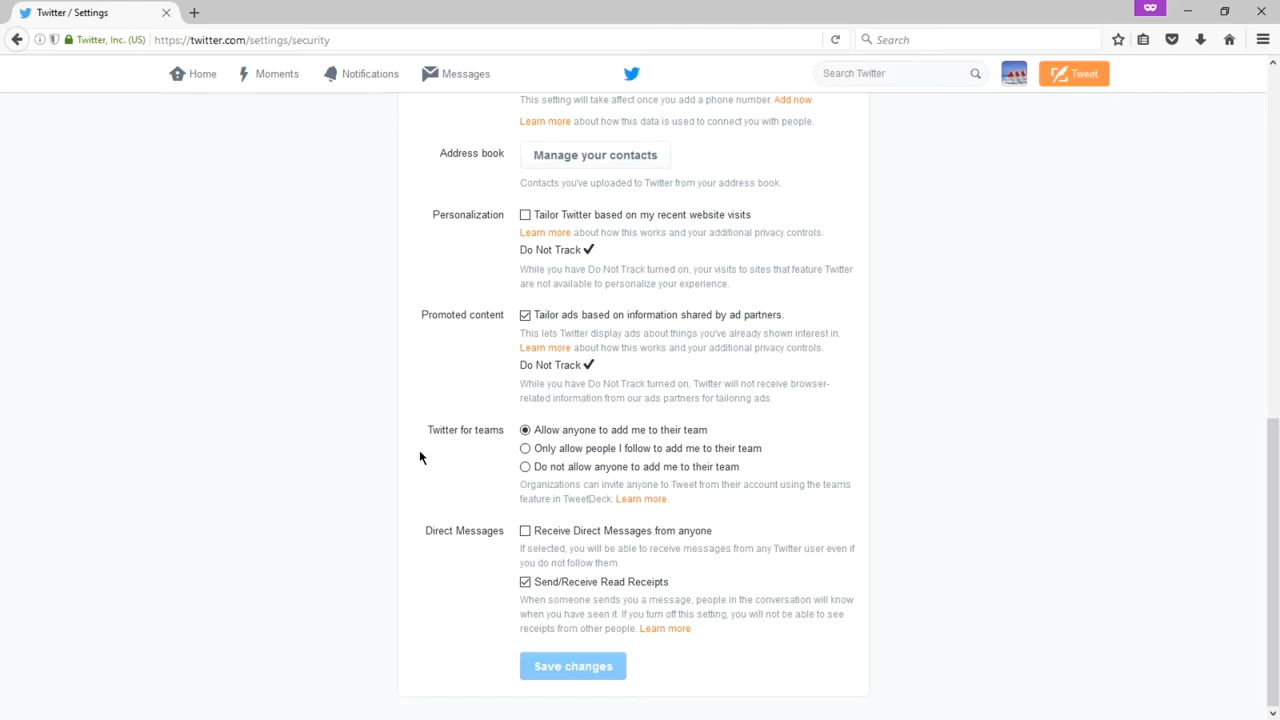 Twitter / Settings
Twitter, Inc. (US)
https://twitter.com/settings/security
Search
Home
Moments
Notifications
Messages
Search Twitter
Tweet
This setting will take affect once you add a phone number. Add now
Learn more about how this data is used to connect you with people.
Address book
Manage your contacts
Contacts you've uploaded to Twitter from your address book.
Personalization
Tailor Twitter based on my recent website visits
Learn more about how this works and your additional privacy controls.
Do Not Track ✔
While you have Do Not Track turned on, your visits to sites that feature Twitter
are not available to personalize your experience.
Promoted content
Tailor ads based on information shared by ad partners.
This lets Twitter display ads about things you've already shown interest in.
Learn more about how this works and your additional privacy controls.
Do Not Track ✔
While you have Do Not Track turned on, Twitter will not receive browser-
related information from our ads partners for tailoring ads.
Twitter for teams
Allow anyone to add me to their team
Only allow people I follow to add me to their team
Do not allow anyone to add me to their team
Organizations can invite anyone to Tweet from their account using the teams
feature in TweetDeck. Learn more.
Direct Messages
Receive Direct Messages from anyone
If selected, you will be able to receive messages from any Twitter user even if
you do not follow them.
Send/Receive Read Receipts
When someone sends you a message, people in the conversation will know
when you have seen it. If you turn off this setting, you will not be able to see
receipts from other people. Learn more
Save changes